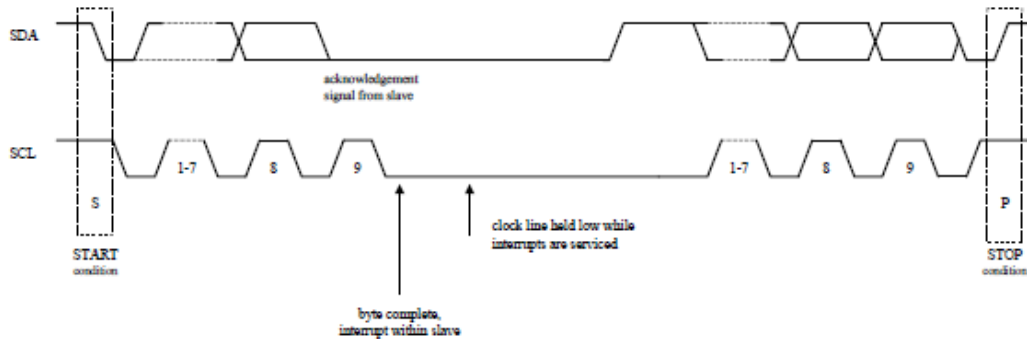 SDA
acknowledgement
signal from slave
SCL
1-7
8
9
1-7
8
9
S
P
clock line held low while
interrupts are serviced
START
condition
STOP
condition
byte complete,
interrupt within slave